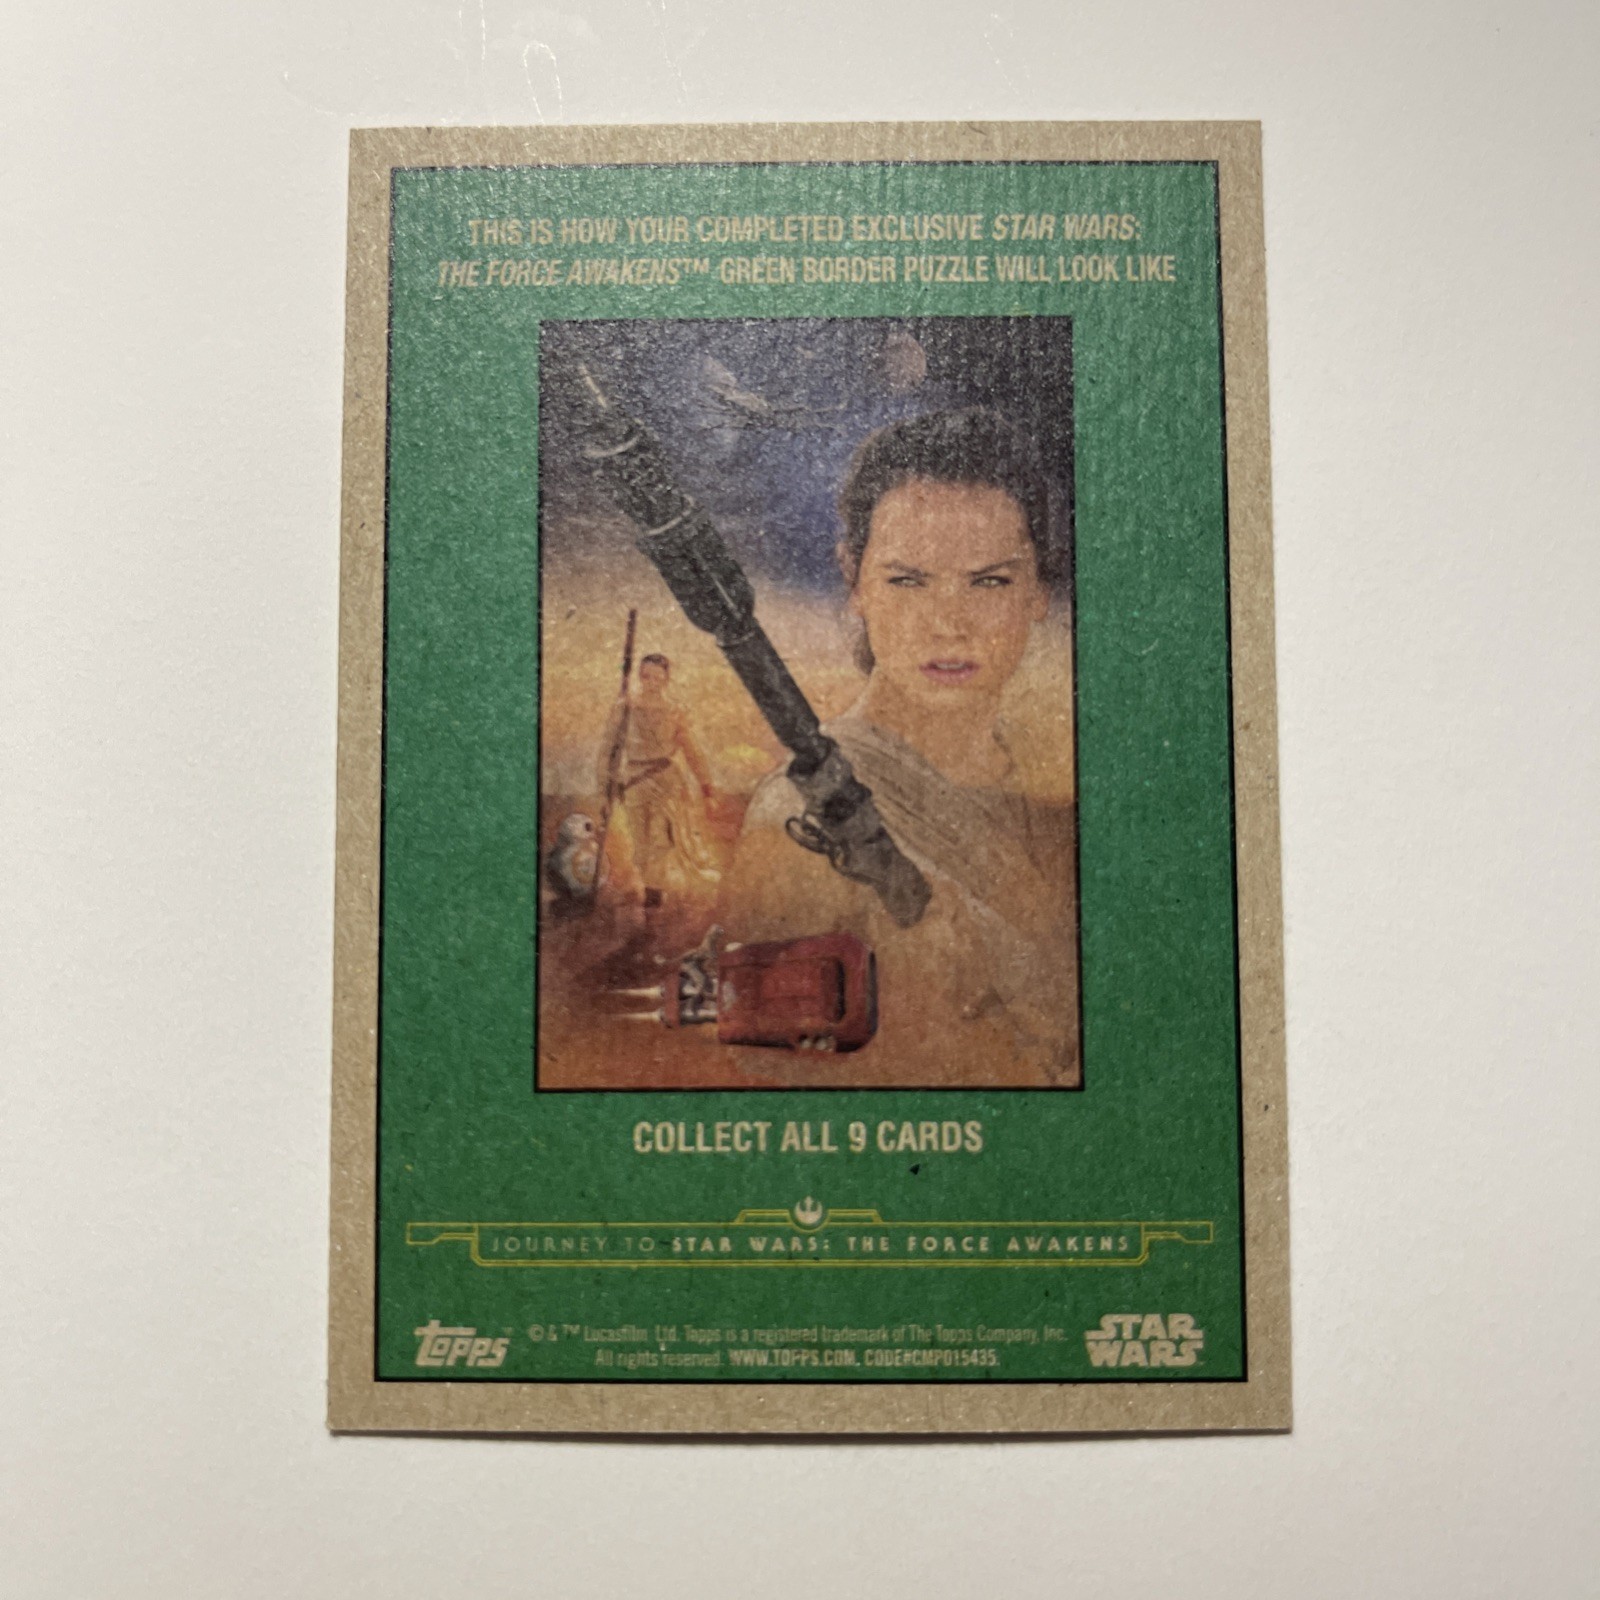 THIS IS HOW YOUR COMPLETED EXCLUSIVE STAR WARS:
THE FORCE AWAKENS™ GREEN BORDER PUZZLE WILL LOOK LIKE
COLLECT ALL 9 CARDS
JOURNEY TO STAR WARS: THE FORCE AWAKENS
topps
© & ™ Lucasfilm Ltd. Topps is a registered trademark of The Topps Company, Inc.
All rights reserved. WWW.TOPPS.COM. CODE#CMP015435.
STAR
WARS